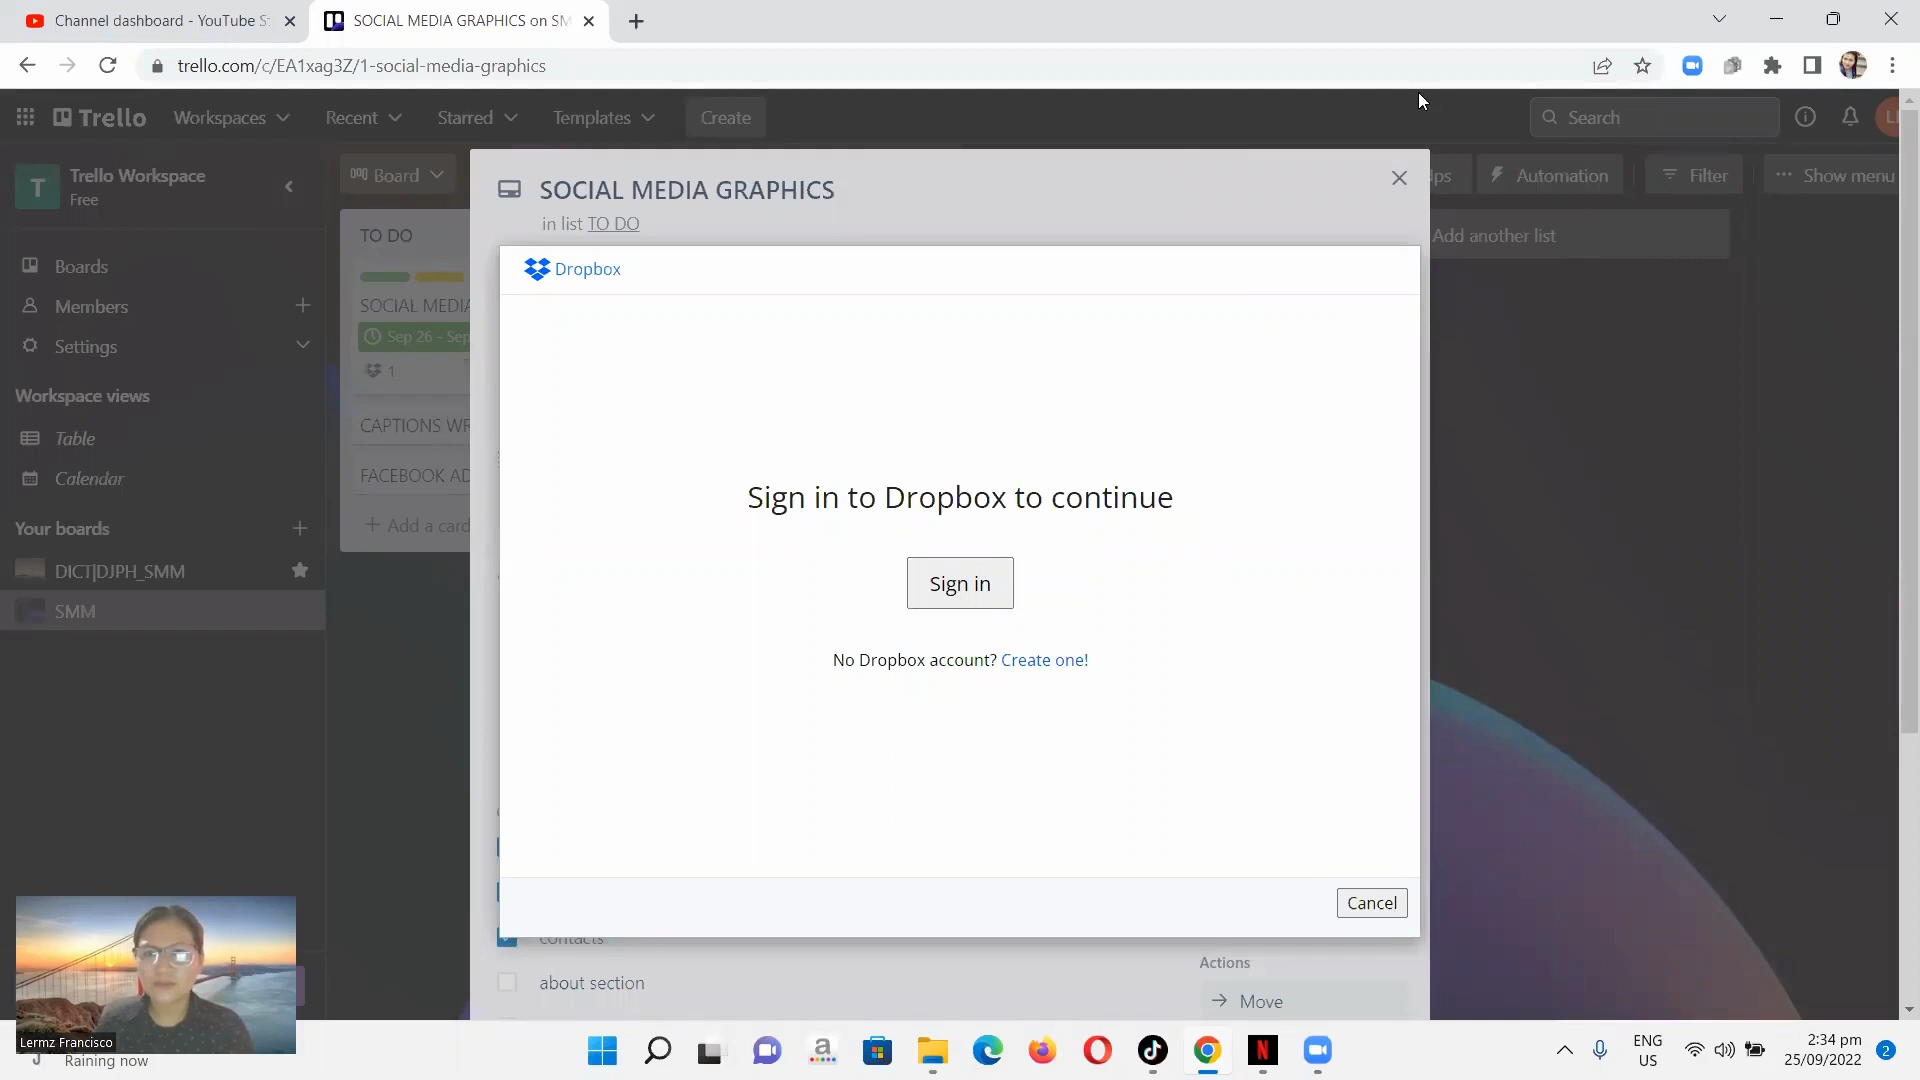 Channel dashboard - YouTube S
SOCIAL MEDIA GRAPHICS on SM
trello.com/c/EA1xag3Z/1-social-media-graphics
Trello
Workspaces
Recent
Starred
Templates
Create
Search
T
Trello Workspace
Free
Board
Automation
Filter
Show menu
SOCIAL MEDIA GRAPHICS
in list TO DO
TO DO
Add another list
Boards
Members
Settings
Workspace views
Table
Calendar
Your boards
DICT|DJPH_SMM
SMM
SOCIAL MEDIA
Sep 26 - Sep
1
CAPTIONS WR
FACEBOOK AD
+ Add a card
Dropbox
Sign in to Dropbox to continue
Sign in
No Dropbox account? Create one!
Cancel
contacts
about section
Actions
Move
Lermz Francisco
Raining now
ENG
US
2:34 pm
25/09/2022
2